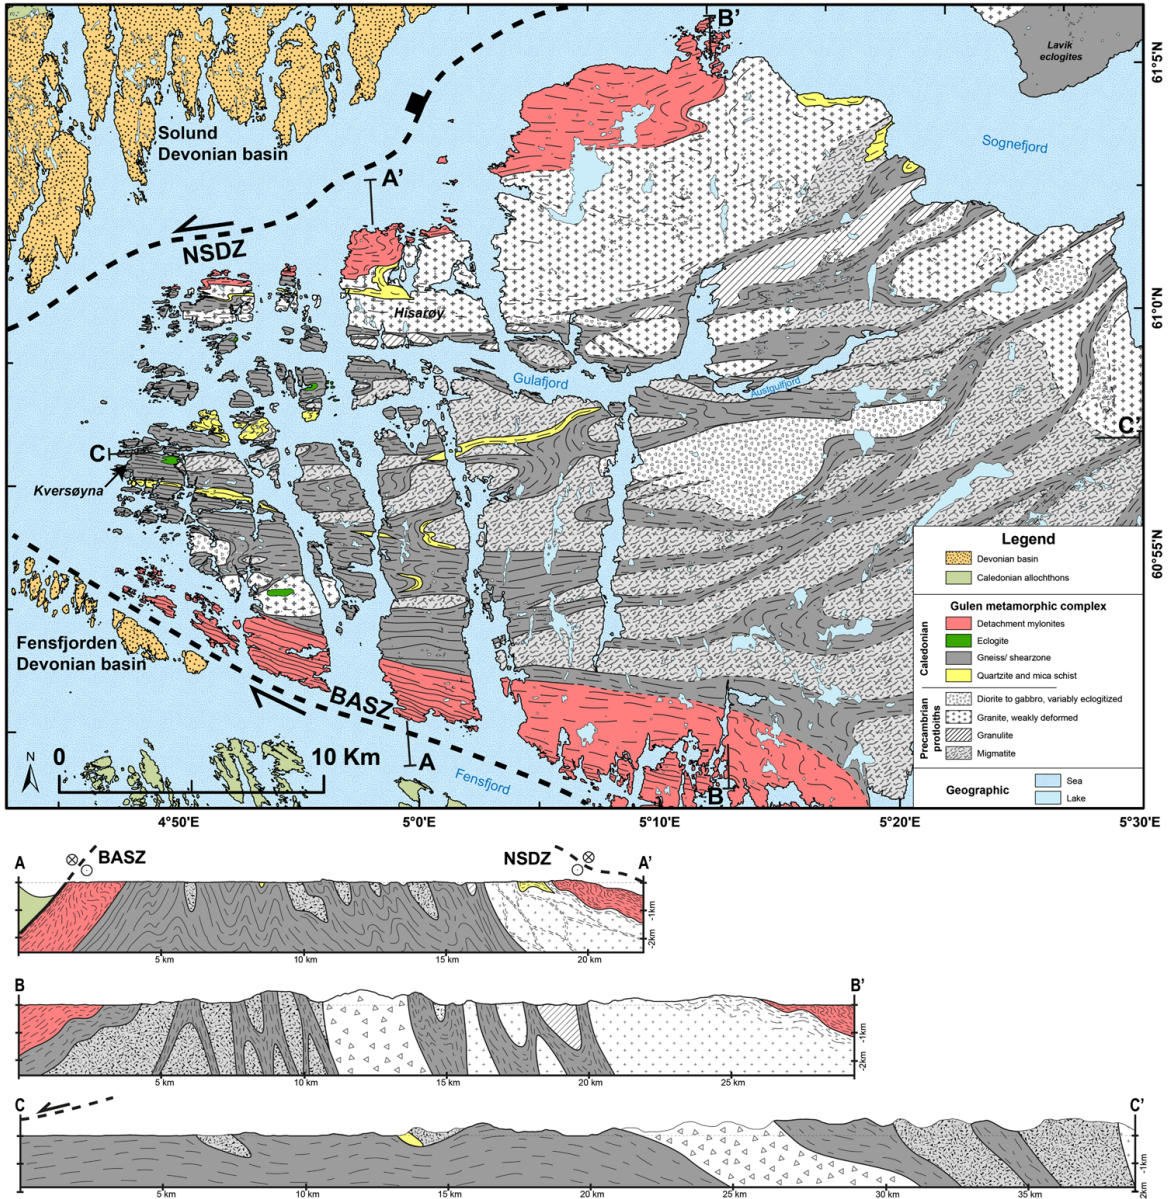 B'
Lavik
eclogites
61°5'N
Solund
Devonian basin
Sognefjord
A'
NSDZ
Hisarøy
61°0'N
Gulafjord
Austgulfjord
C
C'
Kversøyna
60°55'N
Legend
Devonian basin
Caledonian allochthons
Gulen metamorphic complex
Caledonian
Detachment mylonites
Eclogite
Gneiss/ shearzone
Quartzite and mica schist
Precambrian
protloiths
Diorite to gabbro, variably eclogitized
Granite, weakly deformed
Granulite
Migmatite
Geographic
Sea
Lake
Fensfjorden
Devonian basin
BASZ
N
0 10 Km
A
Fensfjord
B
4°50'E 5°0'E 5°10'E 5°20'E 5°30'E
A BASZ NSDZ A'
-1km
-2km
5 km 10 km 15 km 20 km
B B'
-1km
-2km
5 km 10 km 15 km 20 km 25 km
C C'
-1km
2km
5 km 10 km 15 km 20 km 25 km 30 km 35 km